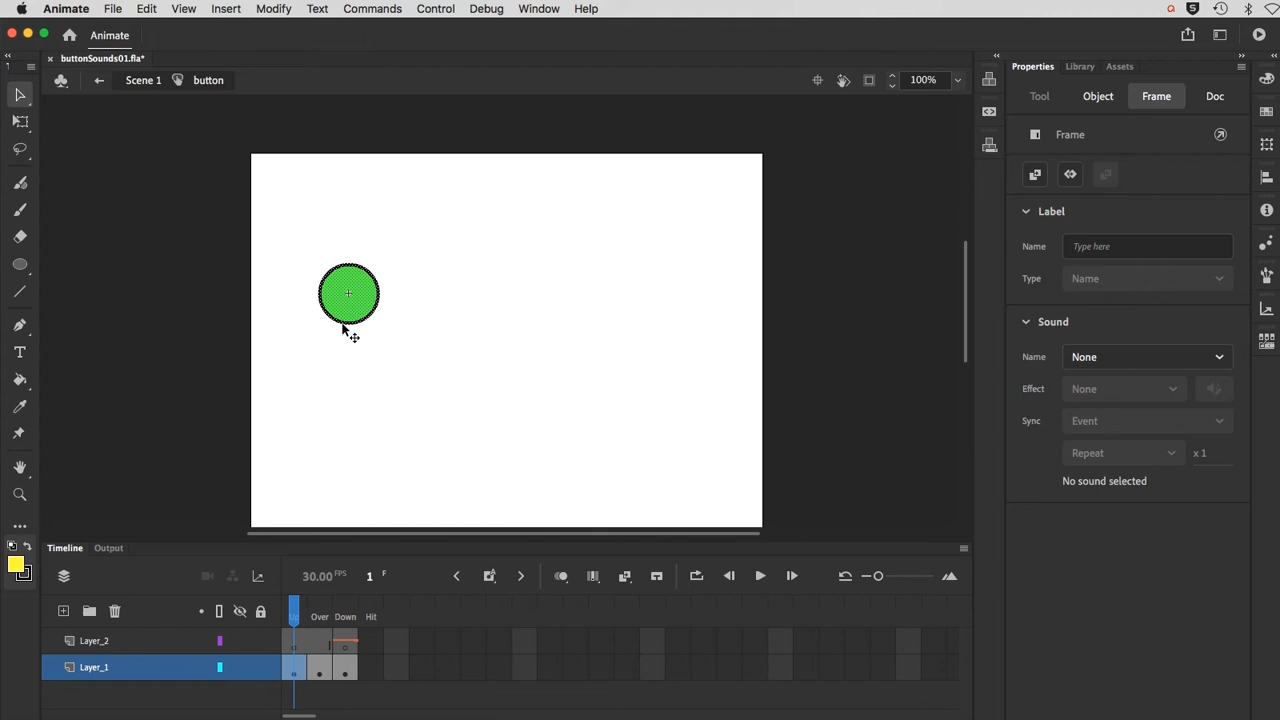 Animate File Edit View Insert Modify Text Commands Control Debug Window Help
Animate
buttonSounds01.fla*
Scene 1 button 100%
Properties Library Assets
Tool Object Frame Doc
Frame
Label
Name Type here
Type Name
Sound
Name None
Effect None
Sync Event
Repeat x 1
No sound selected
Timeline Output
30.00 FPS 1 F
Up Over Down Hit
Layer_2
Layer_1